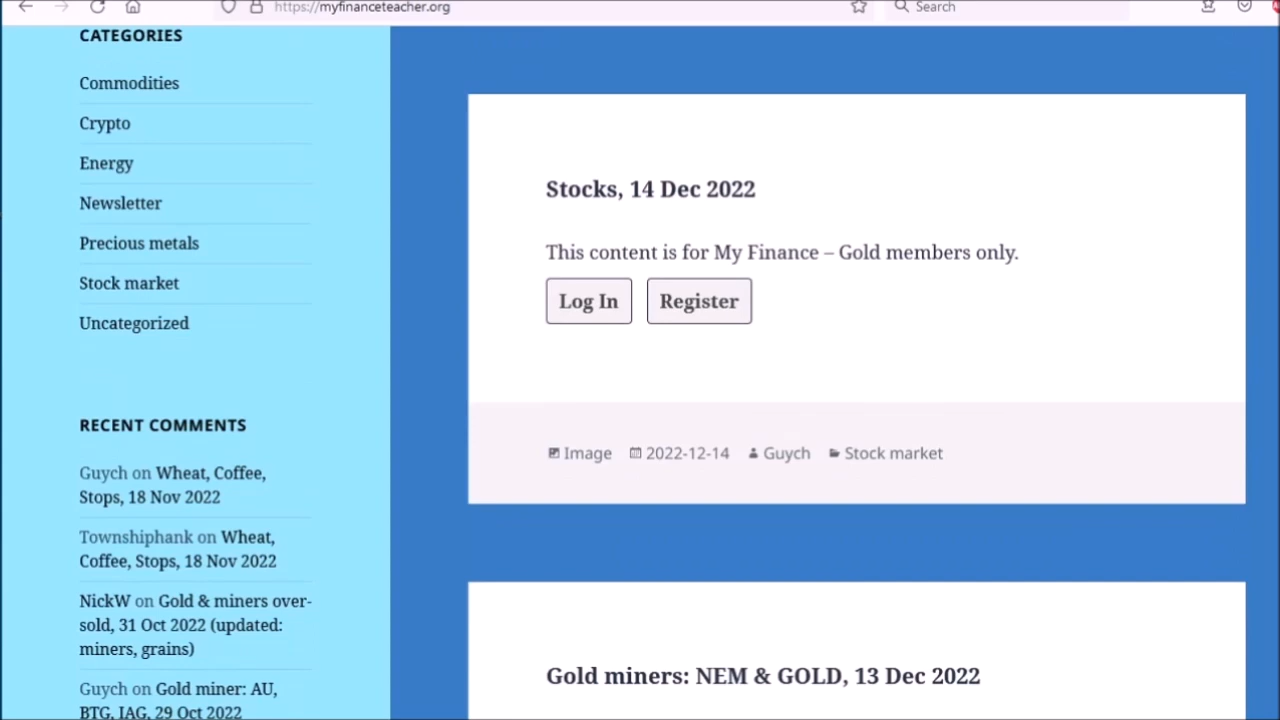 https://myfinanceteacher.org
Search
CATEGORIES
Commodities
Crypto
Energy
Newsletter
Precious metals
Stock market
Uncategorized
RECENT COMMENTS
Guych on Wheat, Coffee,
Stops, 18 Nov 2022
Townshiphank on Wheat,
Coffee, Stops, 18 Nov 2022
NickW on Gold & miners over-
sold, 31 Oct 2022 (updated:
miners, grains)
Guych on Gold miner: AU,
BTG, IAG, 29 Oct 2022
Stocks, 14 Dec 2022
This content is for My Finance – Gold members only.
Log In Register
Image 2022-12-14 Guych Stock market
Gold miners: NEM & GOLD, 13 Dec 2022